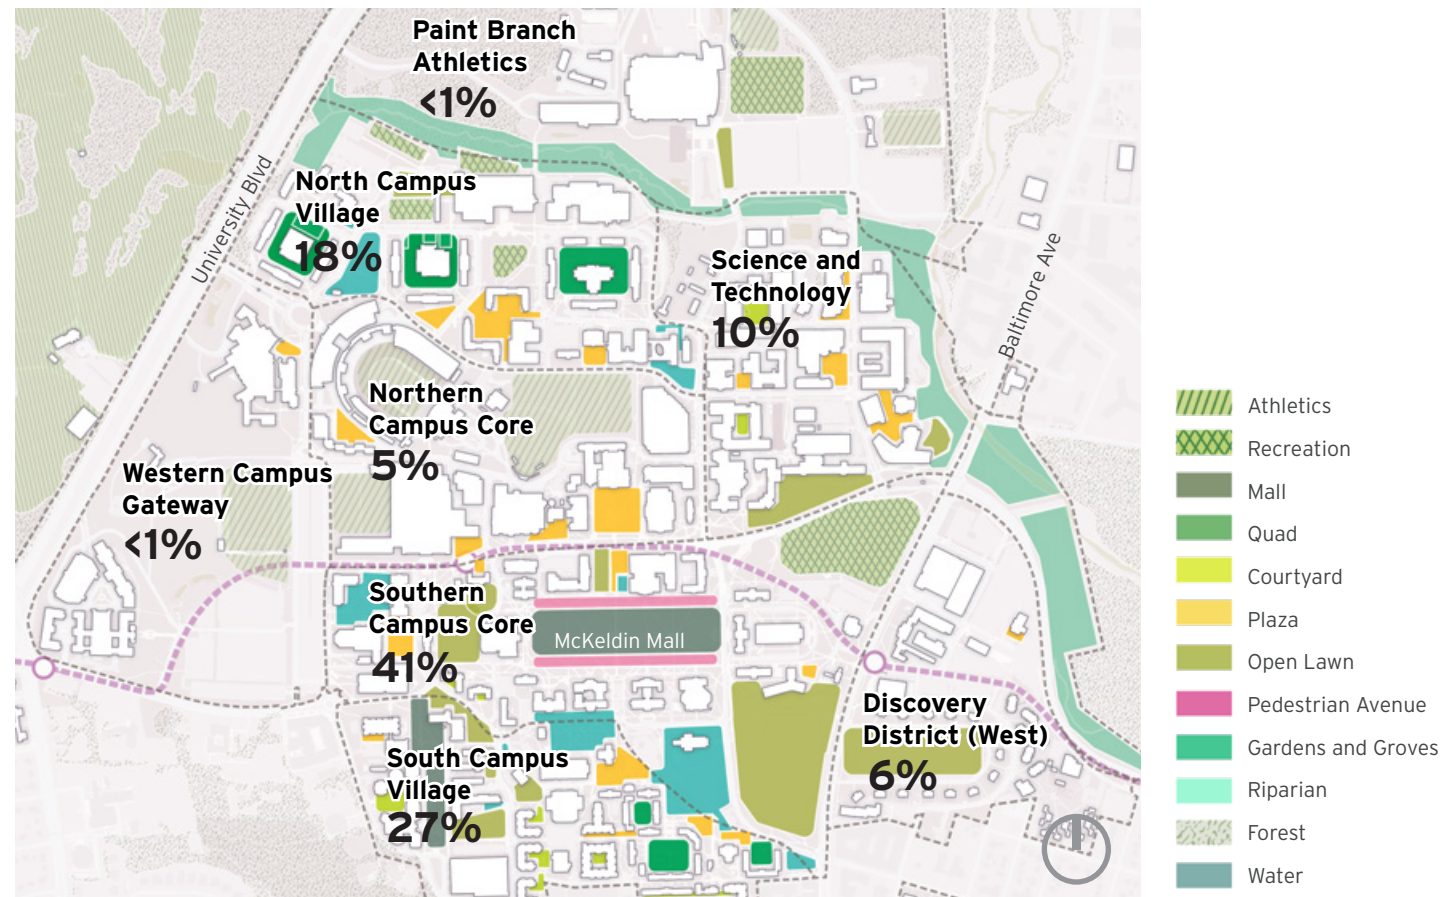 Paint Branch
Athletics
<1%
University Blvd
North Campus
Village
18%
Science and
Technology
10%
Baltimore Ave
Northern
Campus Core
5%
Western Campus
Gateway
<1%
Southern
Campus Core
41%
McKeldin Mall
Discovery
District (West)
6%
South Campus
Village
27%
Athletics
Recreation
Mall
Quad
Courtyard
Plaza
Open Lawn
Pedestrian Avenue
Gardens and Groves
Riparian
Forest
Water